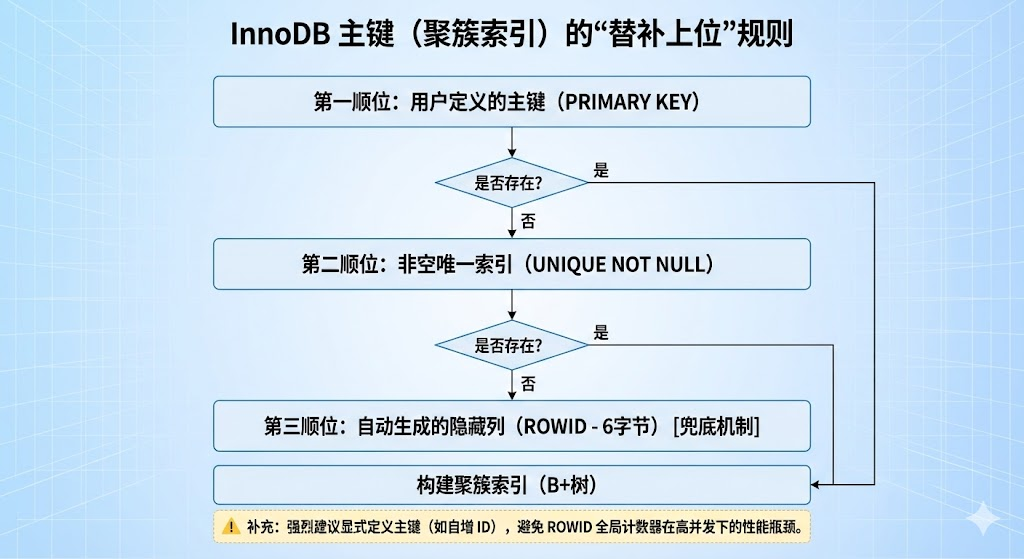 InnoDB 主键（聚簇索引）的“替补上位”规则
第一顺位：用户定义的主键（PRIMARY KEY）
是否存在？
是
否
第二顺位：非空唯一索引（UNIQUE NOT NULL）
是否存在？
是
否
第三顺位：自动生成的隐藏列（ROWID - 6字节） [兜底机制]
构建聚簇索引（B+树）
补充：强烈建议显式定义主键（如自增 ID），避免 ROWID 全局计数器在高并发下的性能瓶颈。